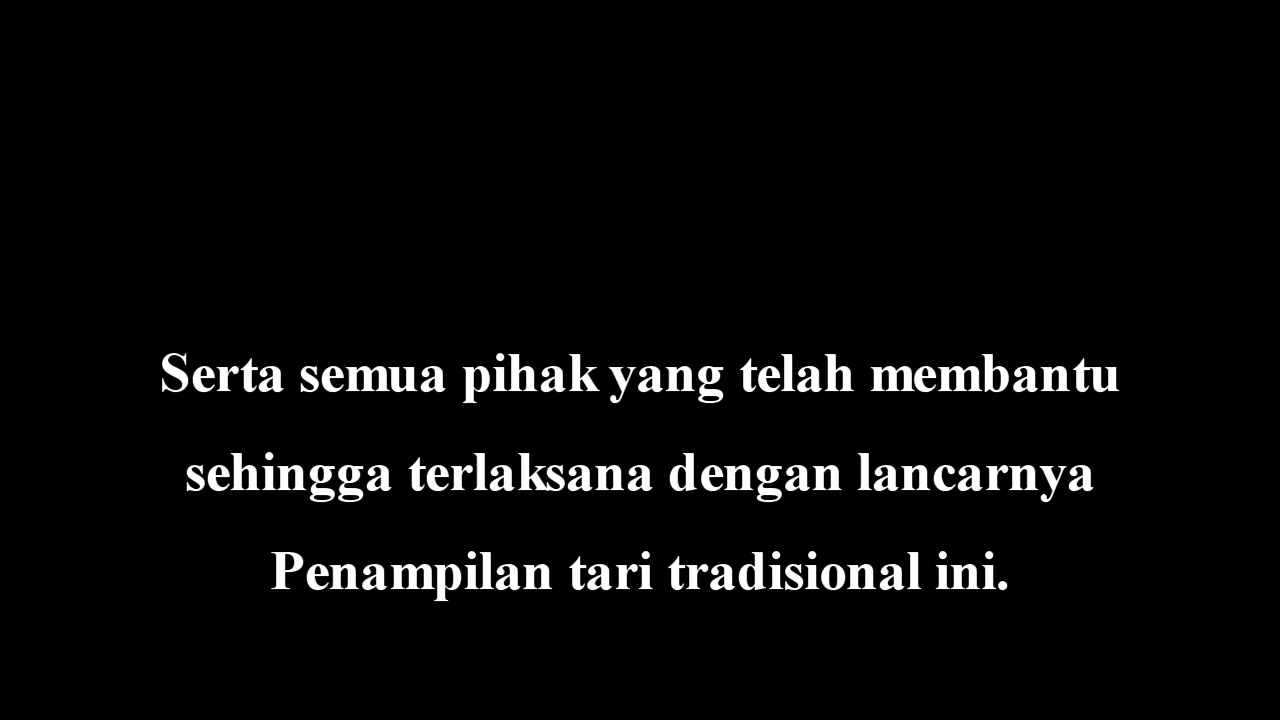 Serta semua pihak yang telah membantu
sehingga terlaksana dengan lancarnya
Penampilan tari tradisional ini.